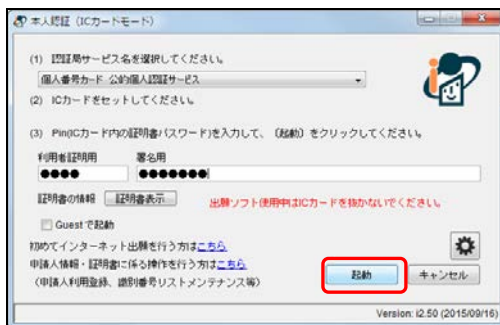 本人認証（ICカードモード）
(1) 認証局サービス名を選択してください。
個人番号カード 公的個人認証サービス
(2) ICカードをセットしてください。
(3) Pin(ICカード内の証明書パスワード)を入力して、〔起動〕をクリックしてください。
利用者証明用 署名用
●●●● ●●●●●●●
証明書の情報 証明書表示 出願ソフト使用中はICカードを抜かないでください。
Guestで起動
初めてインターネット出願を行う方はこちら
申請人情報・証明書に係る操作を行う方はこちら
（申請人利用登録、識別番号リストメンテナンス等） 起動 キャンセル
Version: i2.50 (2015/09/16)